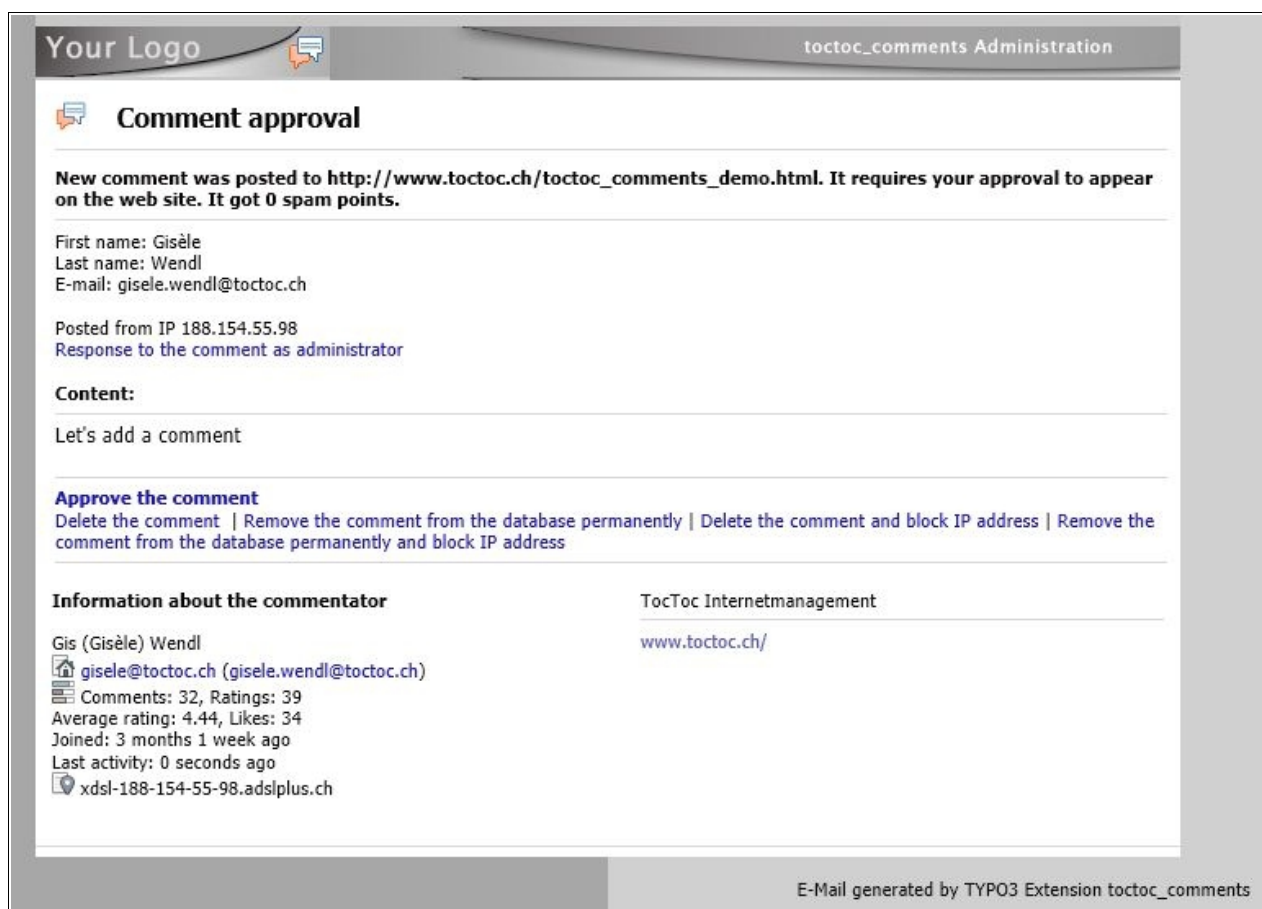 Your Logo
toctoc_comments Administration
Comment approval
New comment was posted to http://www.toctoc.ch/toctoc_comments_demo.html. It requires your approval to appear
on the web site. It got 0 spam points.
First name: Gisèle
Last name: Wendl
E-mail: gisele.wendl@toctoc.ch
Posted from IP 188.154.55.98
Response to the comment as administrator
Content:
Let's add a comment
Approve the comment
Delete the comment | Remove the comment from the database permanently | Delete the comment and block IP address | Remove the
comment from the database permanently and block IP address
Information about the commentator
Gis (Gisèle) Wendl
gisele@toctoc.ch (gisele.wendl@toctoc.ch)
Comments: 32, Ratings: 39
Average rating: 4.44, Likes: 34
Joined: 3 months 1 week ago
Last activity: 0 seconds ago
xdsl-188-154-55-98.adslplus.ch
TocToc Internetmanagement
www.toctoc.ch/
E-Mail generated by TYPO3 Extension toctoc_comments